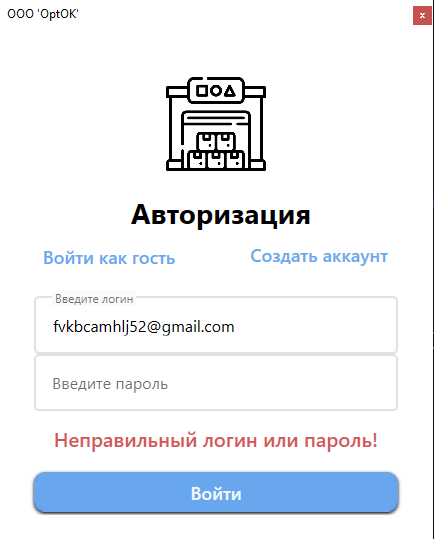 ООО 'OptOK'
x
Авторизация
Войти как гость
Создать аккаунт
Введите логин
fvkbcamhlj52@gmail.com
Введите пароль
Неправильный логин или пароль!
Войти